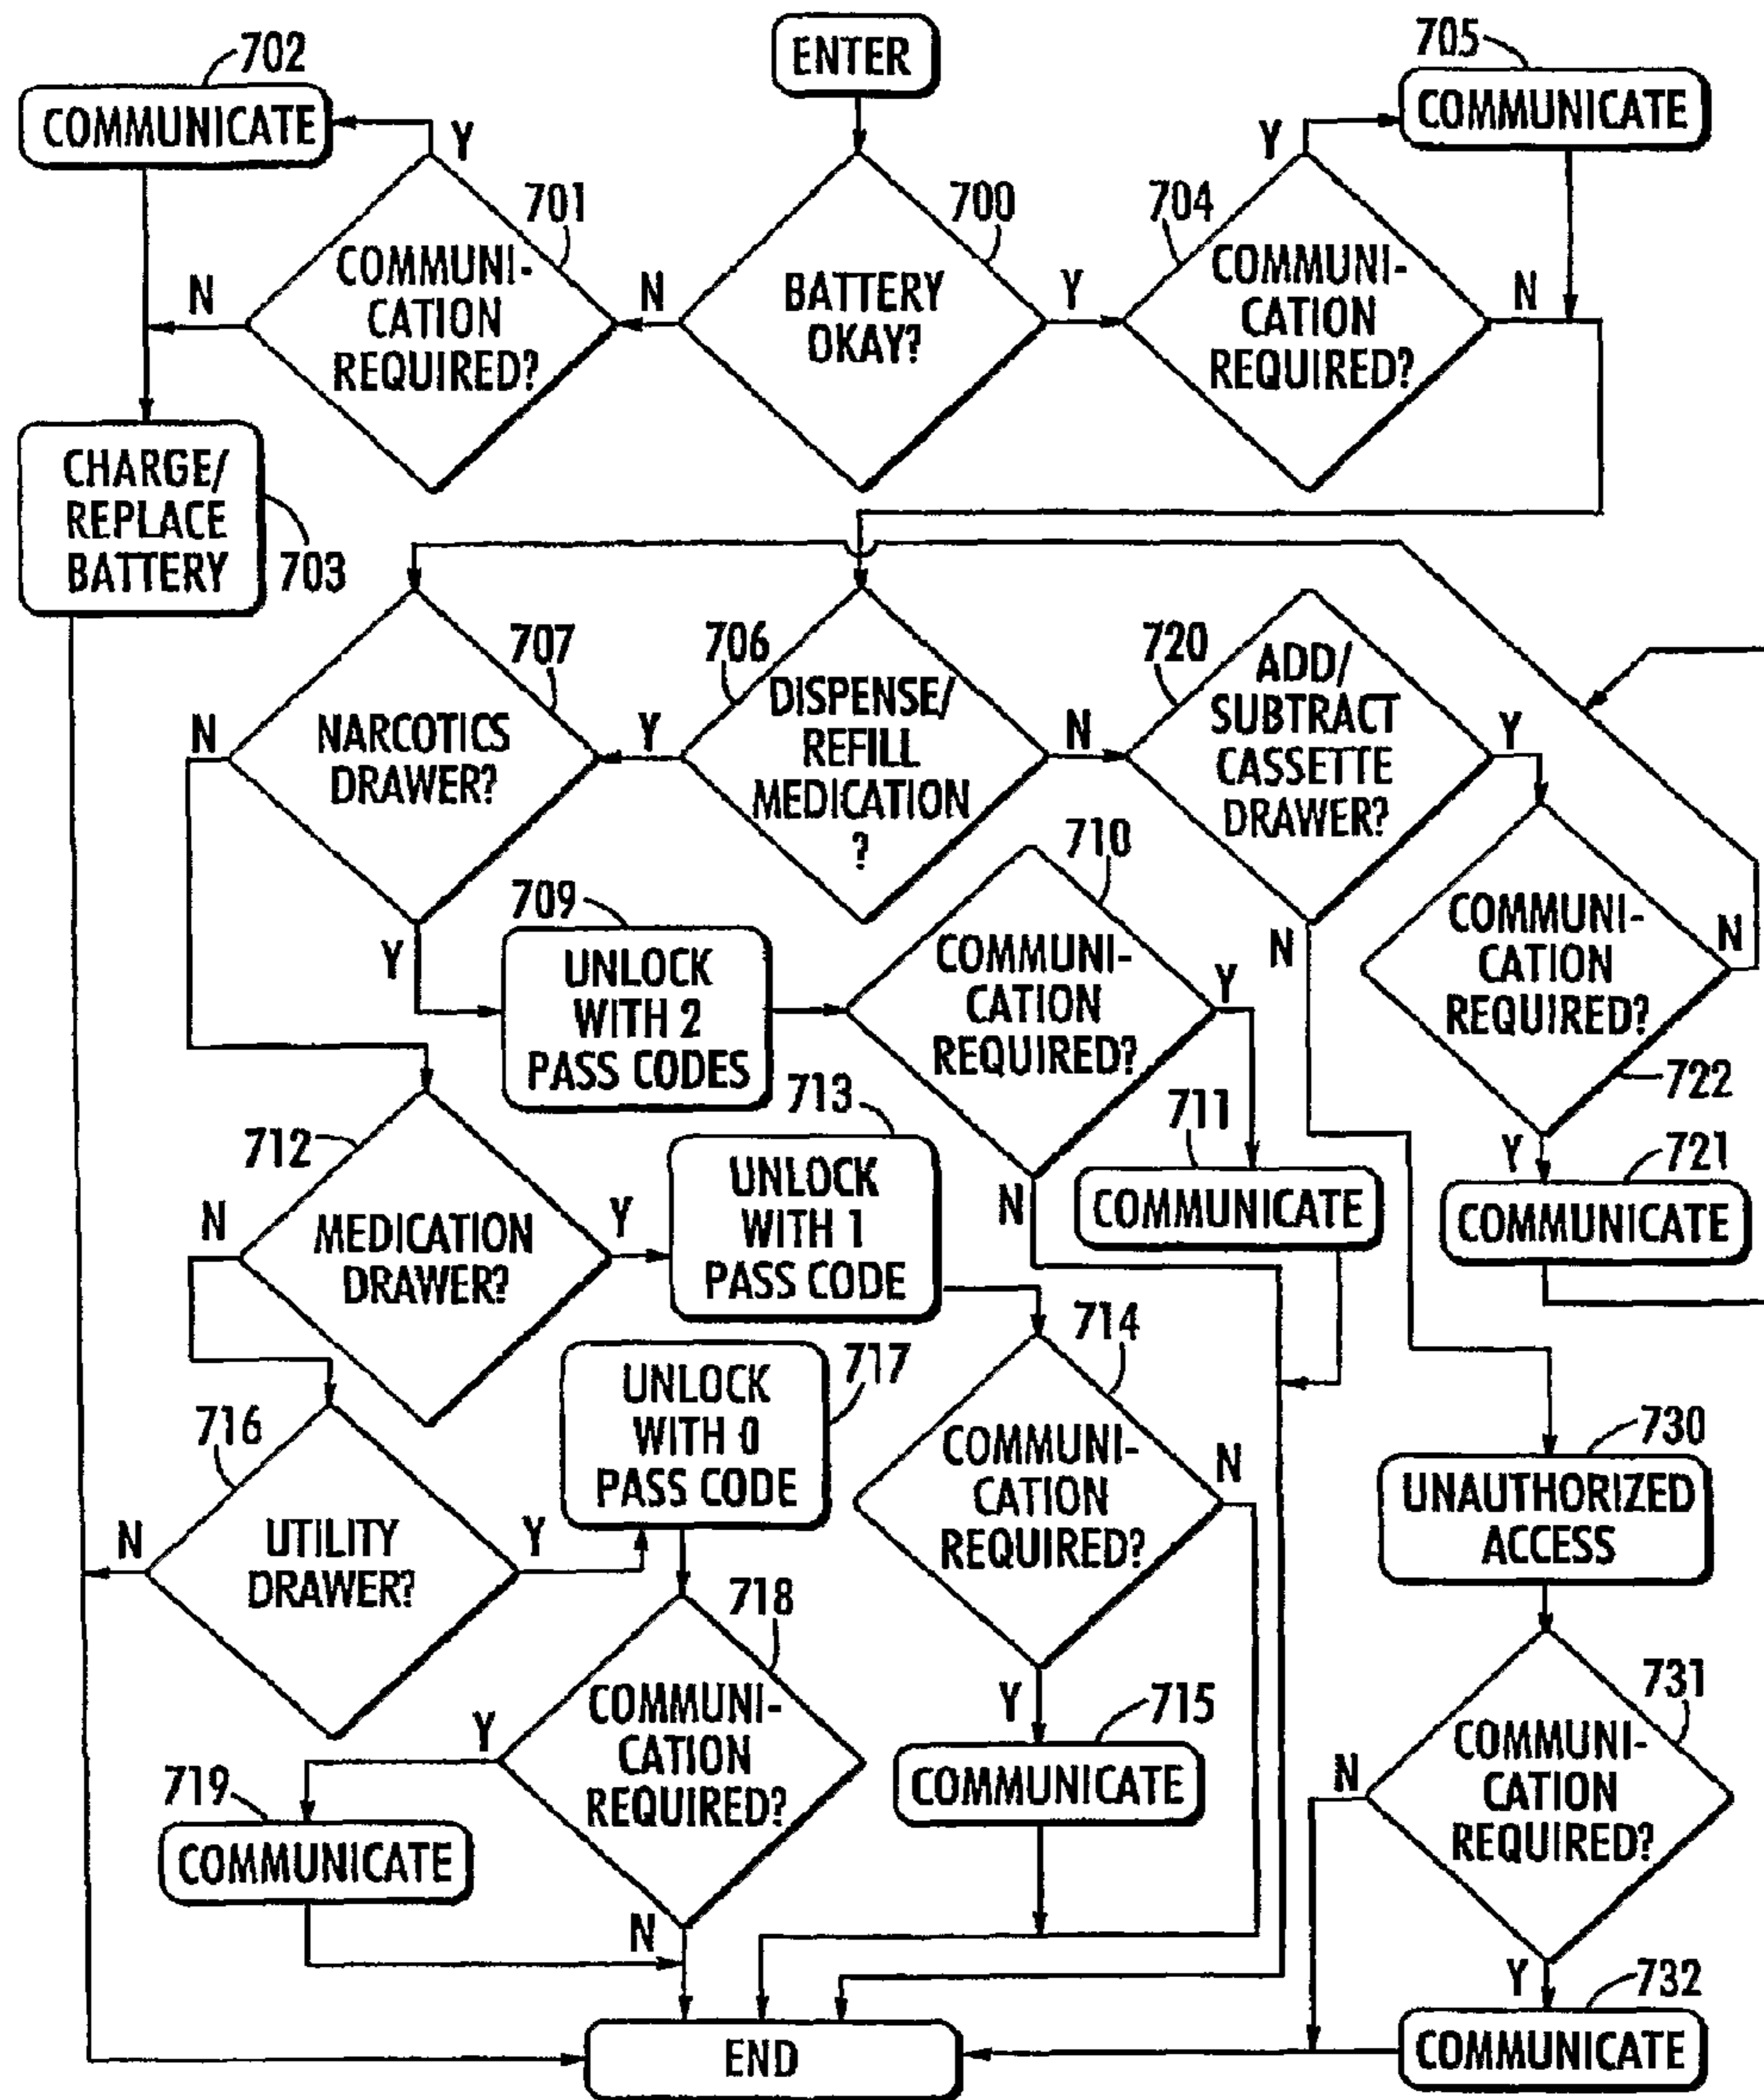 702
ENTER
705
COMMUNICATE
COMMUNICATE
Y
Y
701
700
704
COMMUNI-
CATION
REQUIRED?
N
N
BATTERY
OKAY?
Y
COMMUNI-
CATION
REQUIRED?
N
CHARGE/
REPLACE
BATTERY
703
707
706
720
N
NARCOTICS
DRAWER?
Y
DISPENSE/
REFILL
MEDICATION
?
N
ADD/
SUBTRACT
CASSETTE
DRAWER?
Y
710
709
Y
UNLOCK
WITH 2
PASS CODES
COMMUNI-
CATION
REQUIRED?
Y
N
COMMUNI-
CATION
REQUIRED?
N
722
713
711
712
Y
721
N
MEDICATION
DRAWER?
Y
UNLOCK
WITH 1
PASS CODE
N
COMMUNICATE
COMMUNICATE
714
717
UNLOCK
WITH 0
PASS CODE
716
COMMUNI-
CATION
REQUIRED?
N
730
UNAUTHORIZED
ACCESS
N
UTILITY
DRAWER?
Y
718
731
Y
COMMUNI-
CATION
REQUIRED?
Y
715
COMMUNICATE
N
COMMUNI-
CATION
REQUIRED?
719
COMMUNICATE
N
Y
732
END
COMMUNICATE